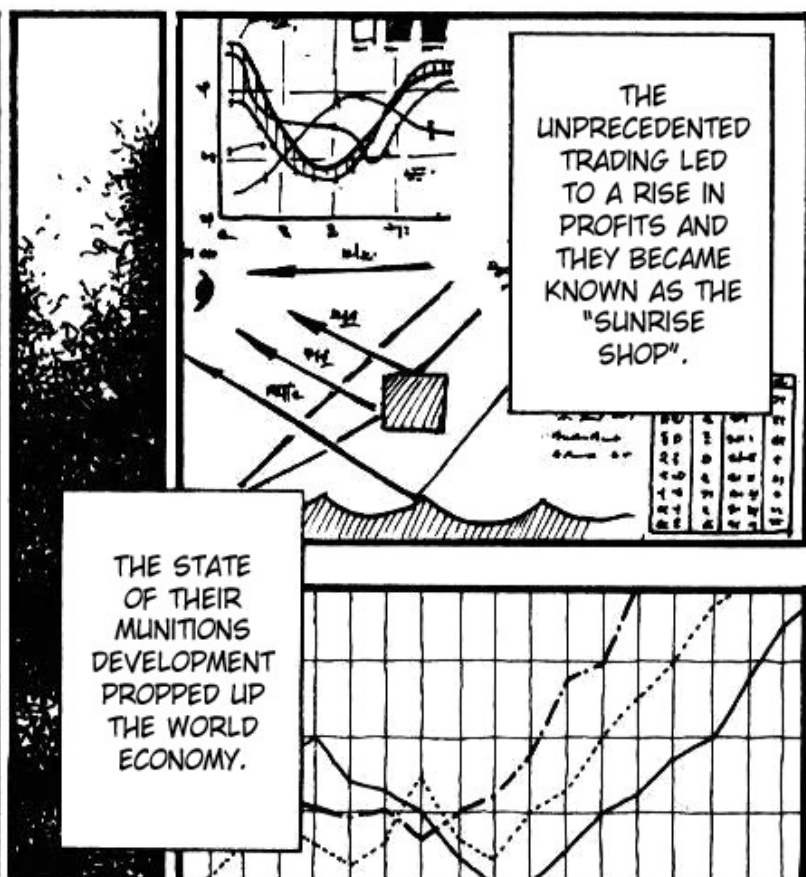 THE
UNPRECEDENTED
TRADING LED
TO A RISE IN
PROFITS AND
THEY BECAME
KNOWN AS THE
"SUNRISE
SHOP".
THE STATE
OF THEIR
MUNITIONS
DEVELOPMENT
PROPPED UP
THE WORLD
ECONOMY.